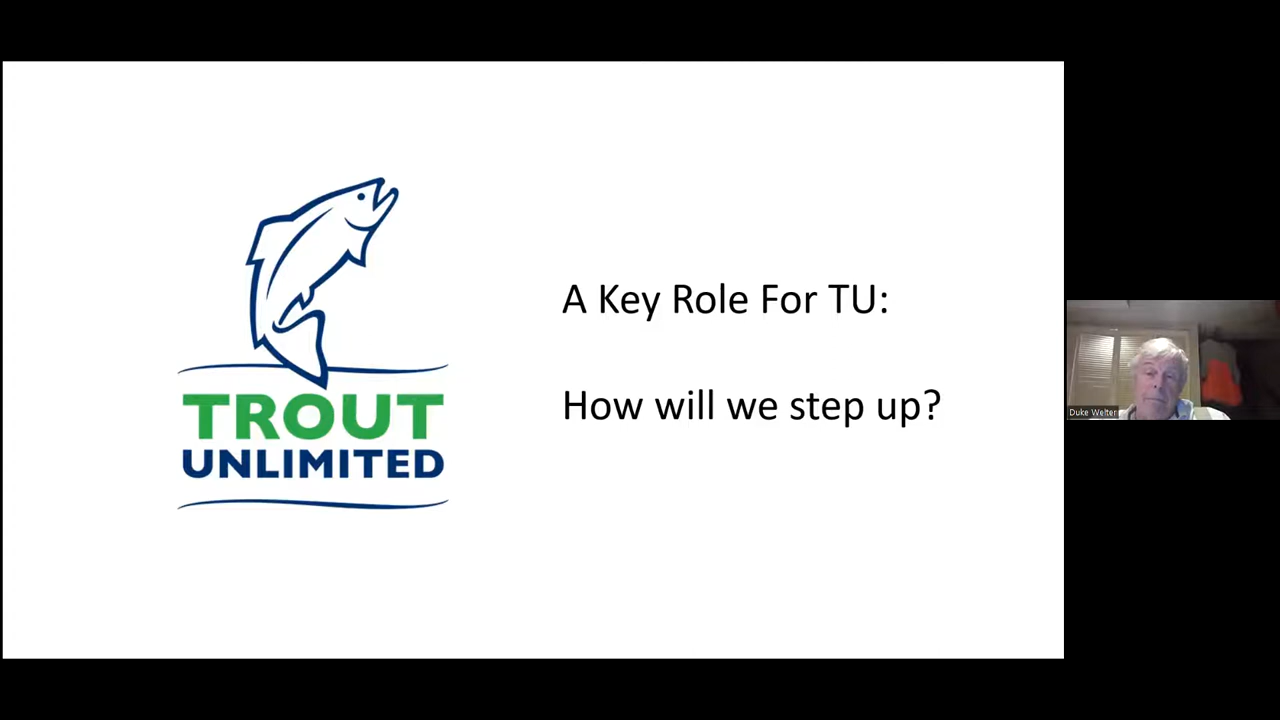 A Key Role For TU:
How will we step up?
TROUT
UNLIMITED
Duke Welter